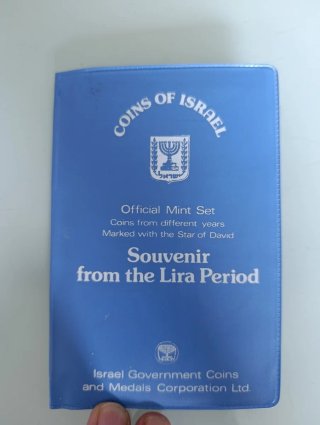 COINS OF ISRAEL
ישראל
Official Mint Set
Coins from different years
Marked with the Star of David
Souvenir
from the Lira Period
Israel Government Coins
and Medals Corporation Ltd.